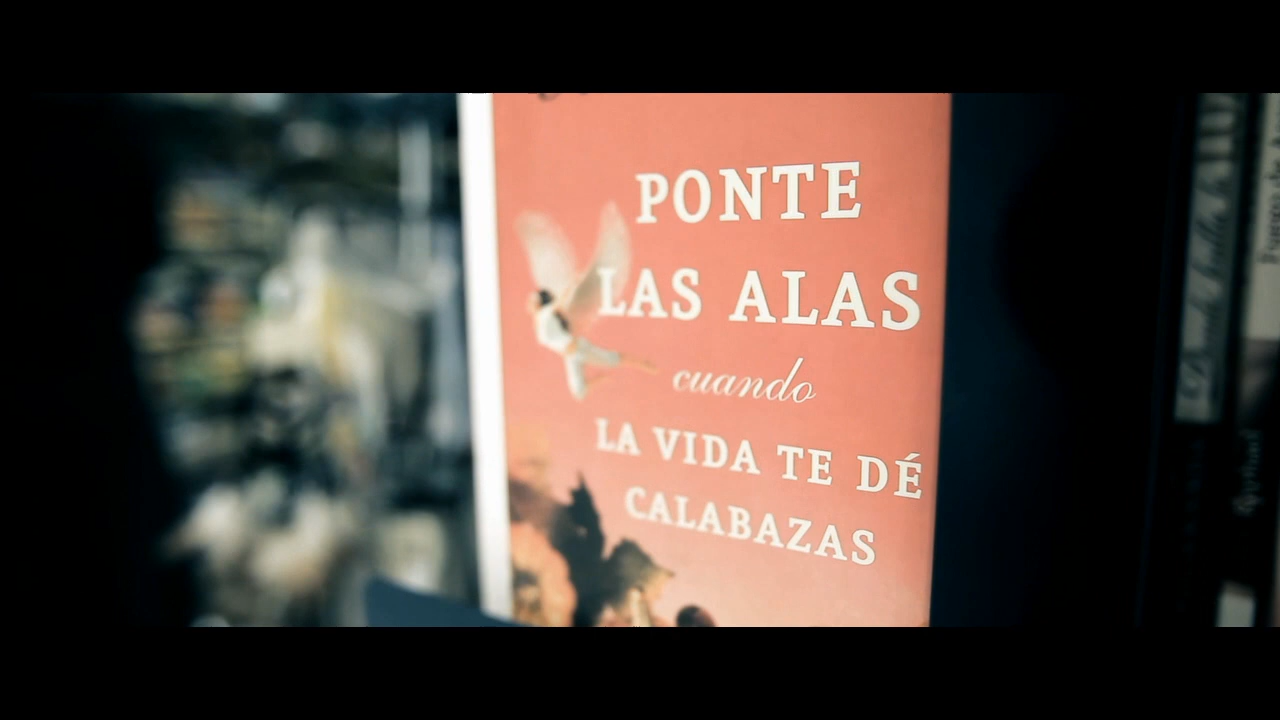 PONTE
LAS ALAS
cuando
LA VIDA TE DÉ
CALABAZAS